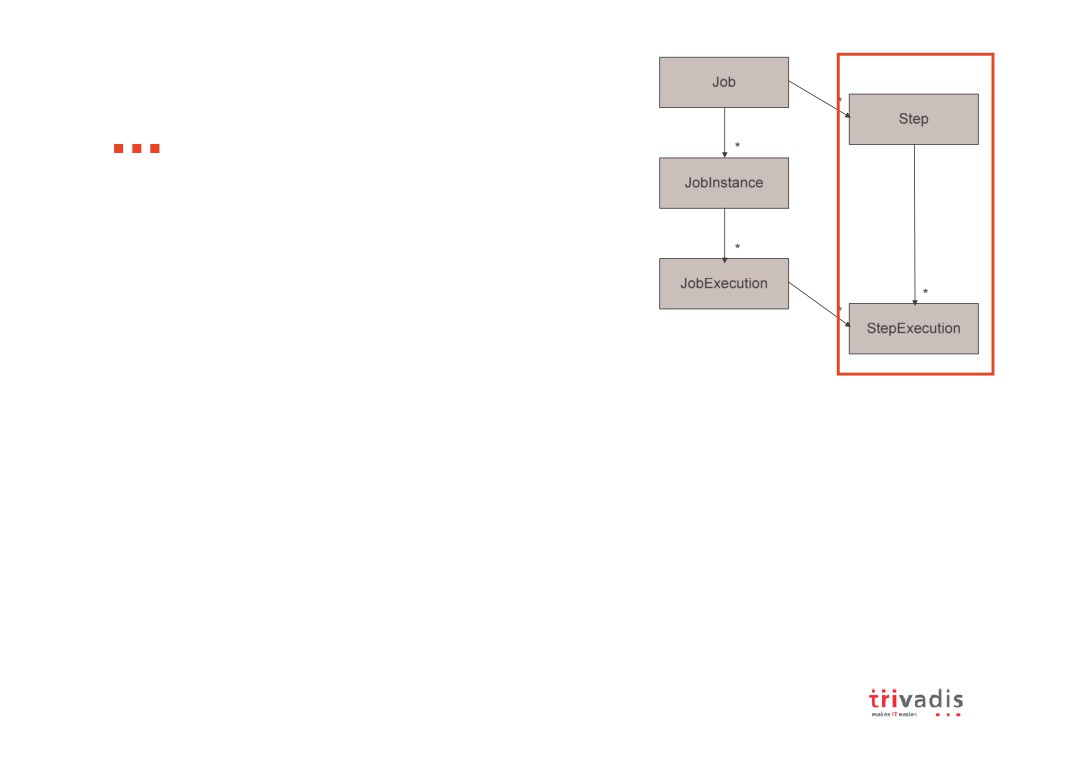 Job
*
Step
*
JobInstance
*
JobExecution
*
*
StepExecution
trivadis
makes IT easier.